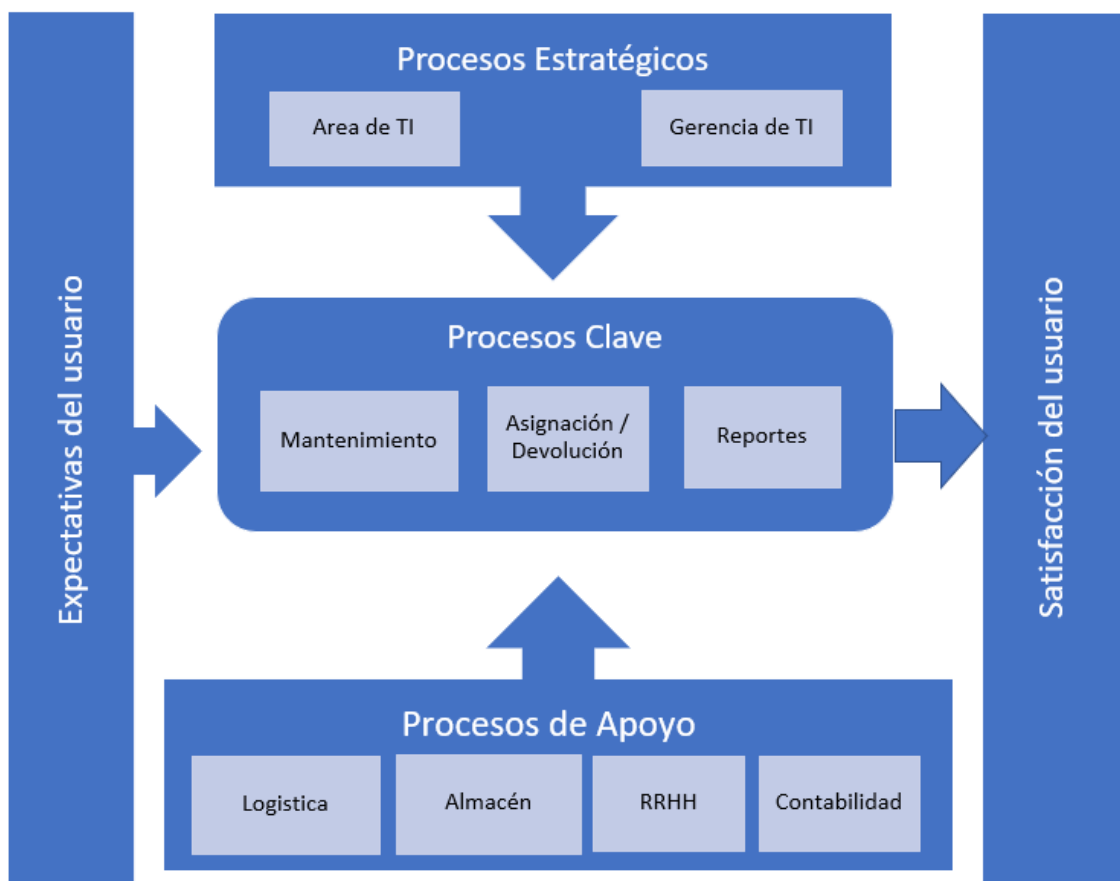 Procesos Estratégicos
Area de TI
Gerencia de TI
Expectativas del usuario
Procesos Clave
Mantenimiento
Asignación /
Devolución
Reportes
Satisfacción del usuario
Procesos de Apoyo
Logistica
Almacén
RRHH
Contabilidad